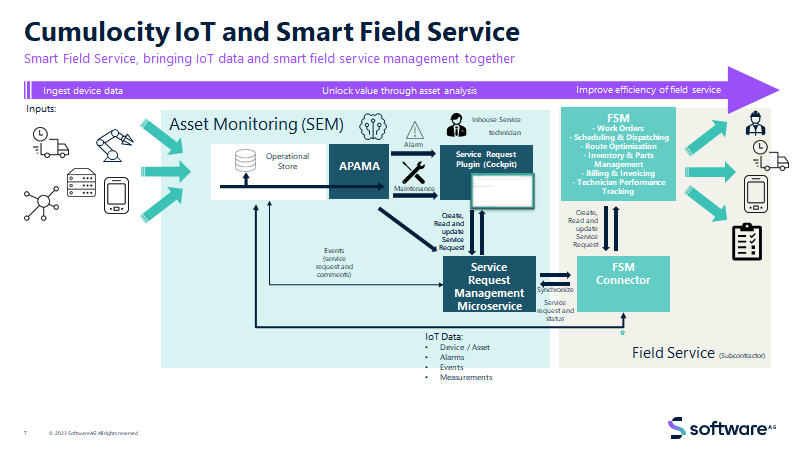 Cumulocity IoT and Smart Field Service
Smart Field Service, bringing IoT data and smart field service management together
Ingest device data
Unlock value through asset analysis
Improve efficiency of field service
Inputs:
Asset Monitoring (SEM)
Operational
Store
APAMA
Alarm
Maintenance
Inhouse Service
technician
Service Request
Plugin (Cockpit)
FSM
- Work Orders
- Scheduling & Dispatching
- Route Optimization
- Inventory & Parts
Management
- Billing & Invoicing
- Technician Performance
Tracking
Create,
Read and
update
Service
Request
Create,
Read and
update
Service
Request
Events
(service
request and
comments)
Service
Request
Management
Microservice
Synchronize
Service
request and
status
FSM
Connector
IoT Data:
• Device / Asset
• Alarms
• Events
• Measurements
Field Service (Subcontractor)
7
© 2023 Software AG. All rights reserved.
software AG